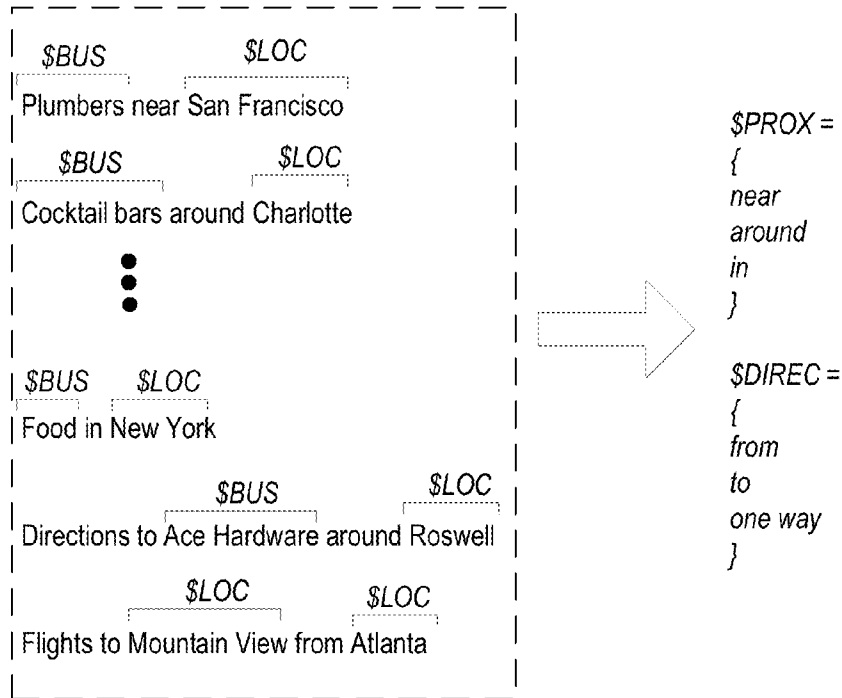 $BUS $LOC
Plumbers near San Francisco
$BUS $LOC
Cocktail bars around Charlotte
$BUS $LOC
Food in New York
$BUS $LOC
Directions to Ace Hardware around Roswell
$LOC $LOC
Flights to Mountain View from Atlanta
$PROX =
{
near
around
in
}
$DIREC =
{
from
to
one way
}